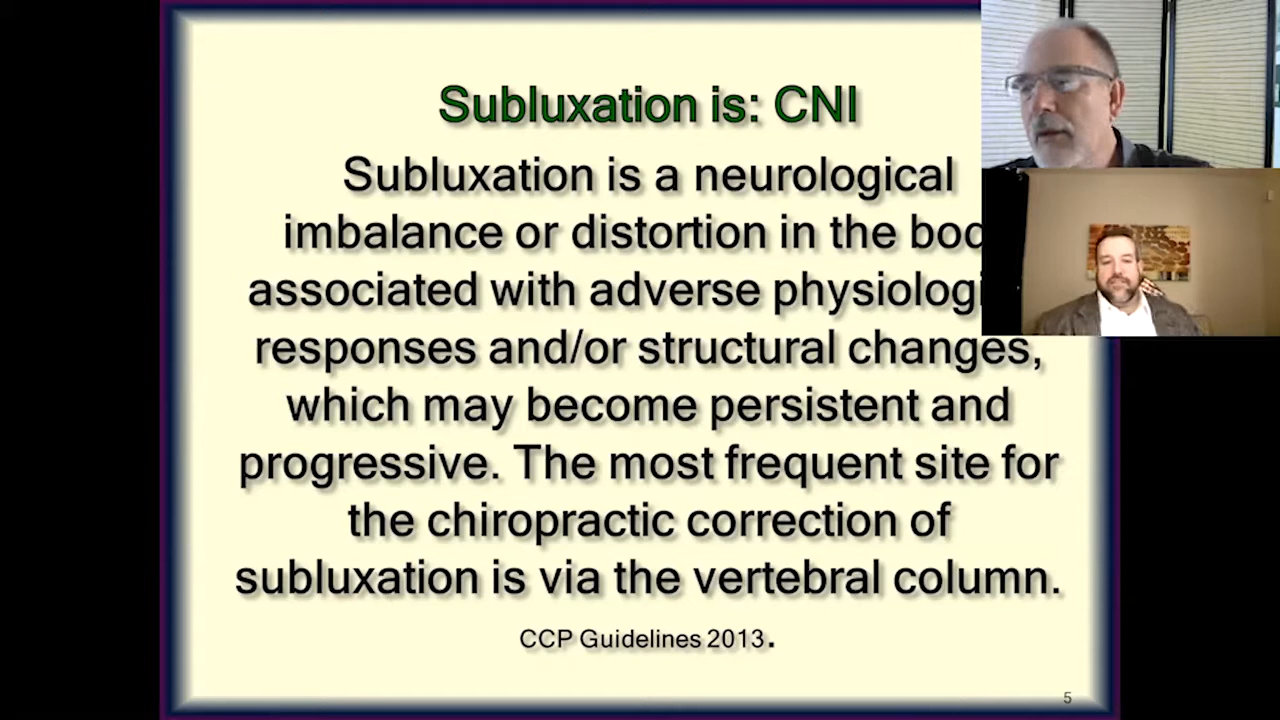 Subluxation is: CNI
Subluxation is a neurological
imbalance or distortion in the
associated with adverse
responses and/or structural changes,
which may become persistent and
progressive. The most frequent site for
the chiropractic correction of
subluxation is via the vertebral column.
CCP Guidelines 2013.
5